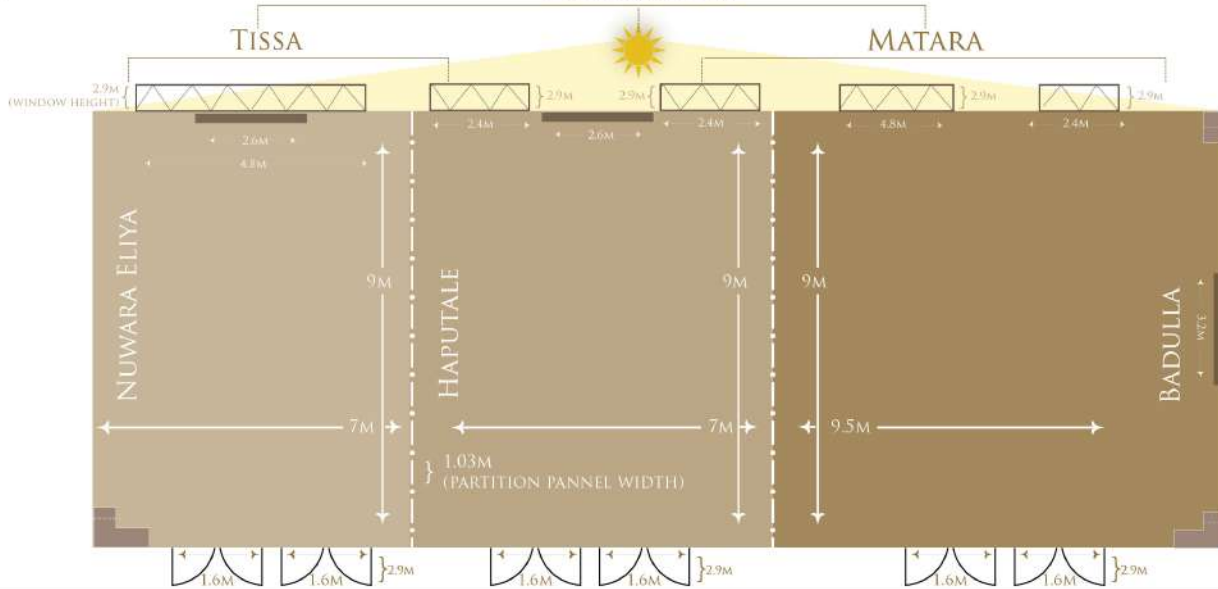 TISSA
MATARA
2.9M
(WINDOW HEIGHT)
2.9M
2.9M
2.9M
2.9M
2.4M
2.6M
2.4M
4.8M
2.4M
2.6M
4.8M
NUWARA ELIYA
9M
HAPUTALE
9M
9M
BADULLA
3.2M
7M
7M
9.5M
1.03M
(PARTITION PANNEL WIDTH)
1.6M
1.6M
2.9M
1.6M
1.6M
2.9M
1.6M
1.6M
2.9M